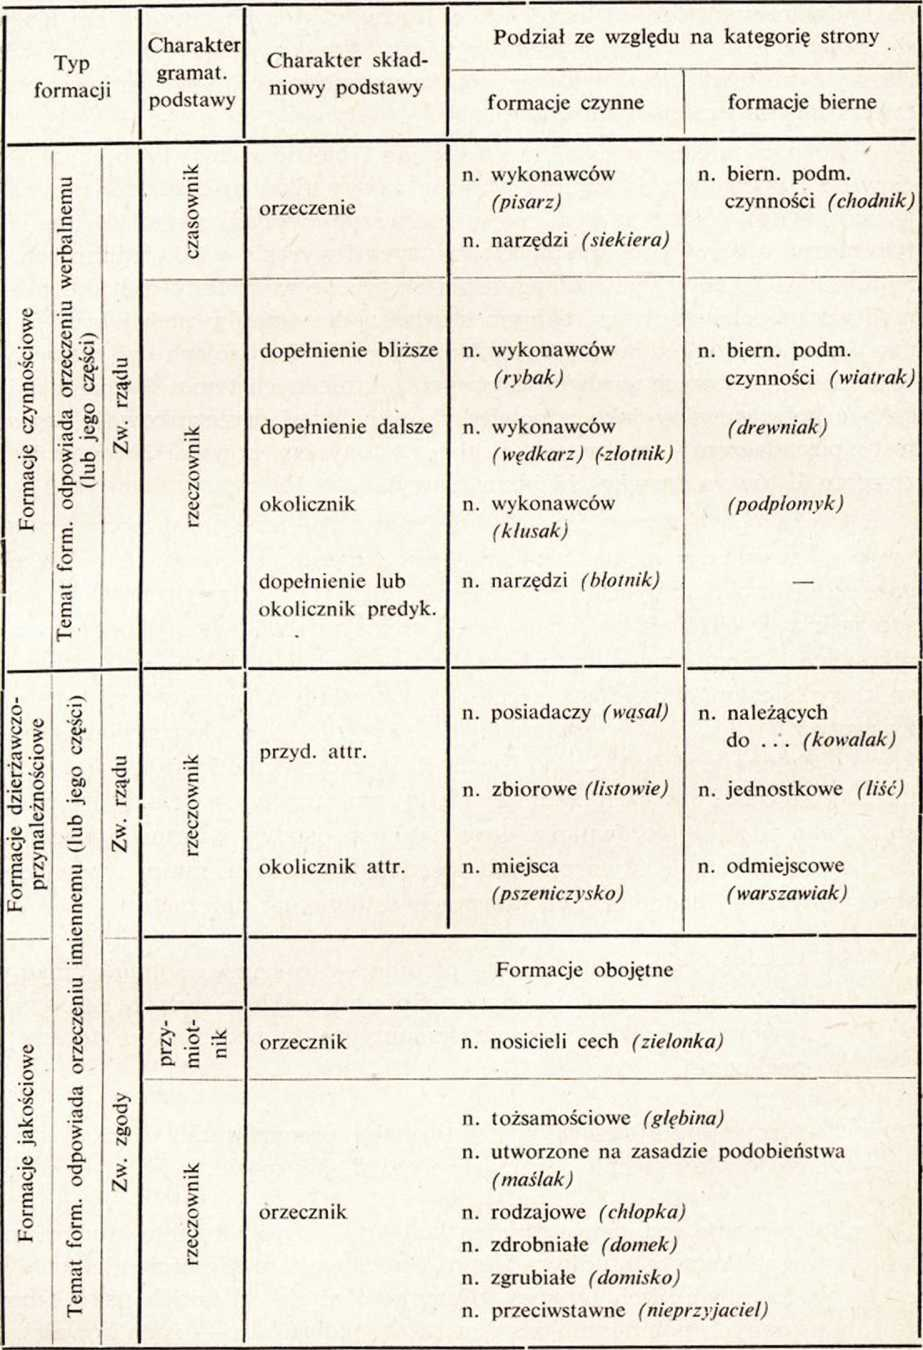 Typ
formacji
Charakter
gramat.
podstawy
Charakter skład-
niowy podstawy
Podział ze względu na kategorię strony
formacje czynne
formacje bierne
Formacje czynnościowe
Temat form. odpowiada orzeczeniu werbalnemu
(lub jego części)
Zw. rządu
czasownik
orzeczenie
n. wykonawców
(pisarz)
n. narzędzi (siekiera)
n. biern. podm.
czynności (chodnik)
rzeczownik
dopełnienie bliższe
n. wykonawców
(rybak)
n. biern. podm.
czynności (wiatrak)
dopełnienie dalsze
n. wykonawców
(wędkarz) (-złotnik)
(drewniak)
okolicznik
n. wykonawców
(kłusak)
(podpłomyk)
dopełnienie lub
okolicznik predyk.
n. narzędzi (błotnik)
—
Formacje dzierżawczo-
przynależnościowe
Temat form. odpowiada orzeczeniu imiennemu (lub jego części)
Zw. rządu
rzeczownik
przyd. attr.
n. posiadaczy (wąsal)
n. należących
do ... (kowalak)
n. zbiorowe (listowie)
n. jednostkowe (liść)
okolicznik attr.
n. miejsca
(pszeniczysko)
n. odmiejscowe
(warszawiak)
Formacje obojętne
Formacje jakościowe
Zw. zgody
przy-
miot-
nik
orzecznik
n. nosicieli cech (zielonka)
rzeczownik
orzecznik
n. tożsamościowe (głębina)
n. utworzone na zasadzie podobieństwa
(maślak)
n. rodzajowe (chłopka)
n. zdrobniałe (domek)
n. zgrubiałe (domisko)
n. przeciwstawne (nieprzyjaciel)